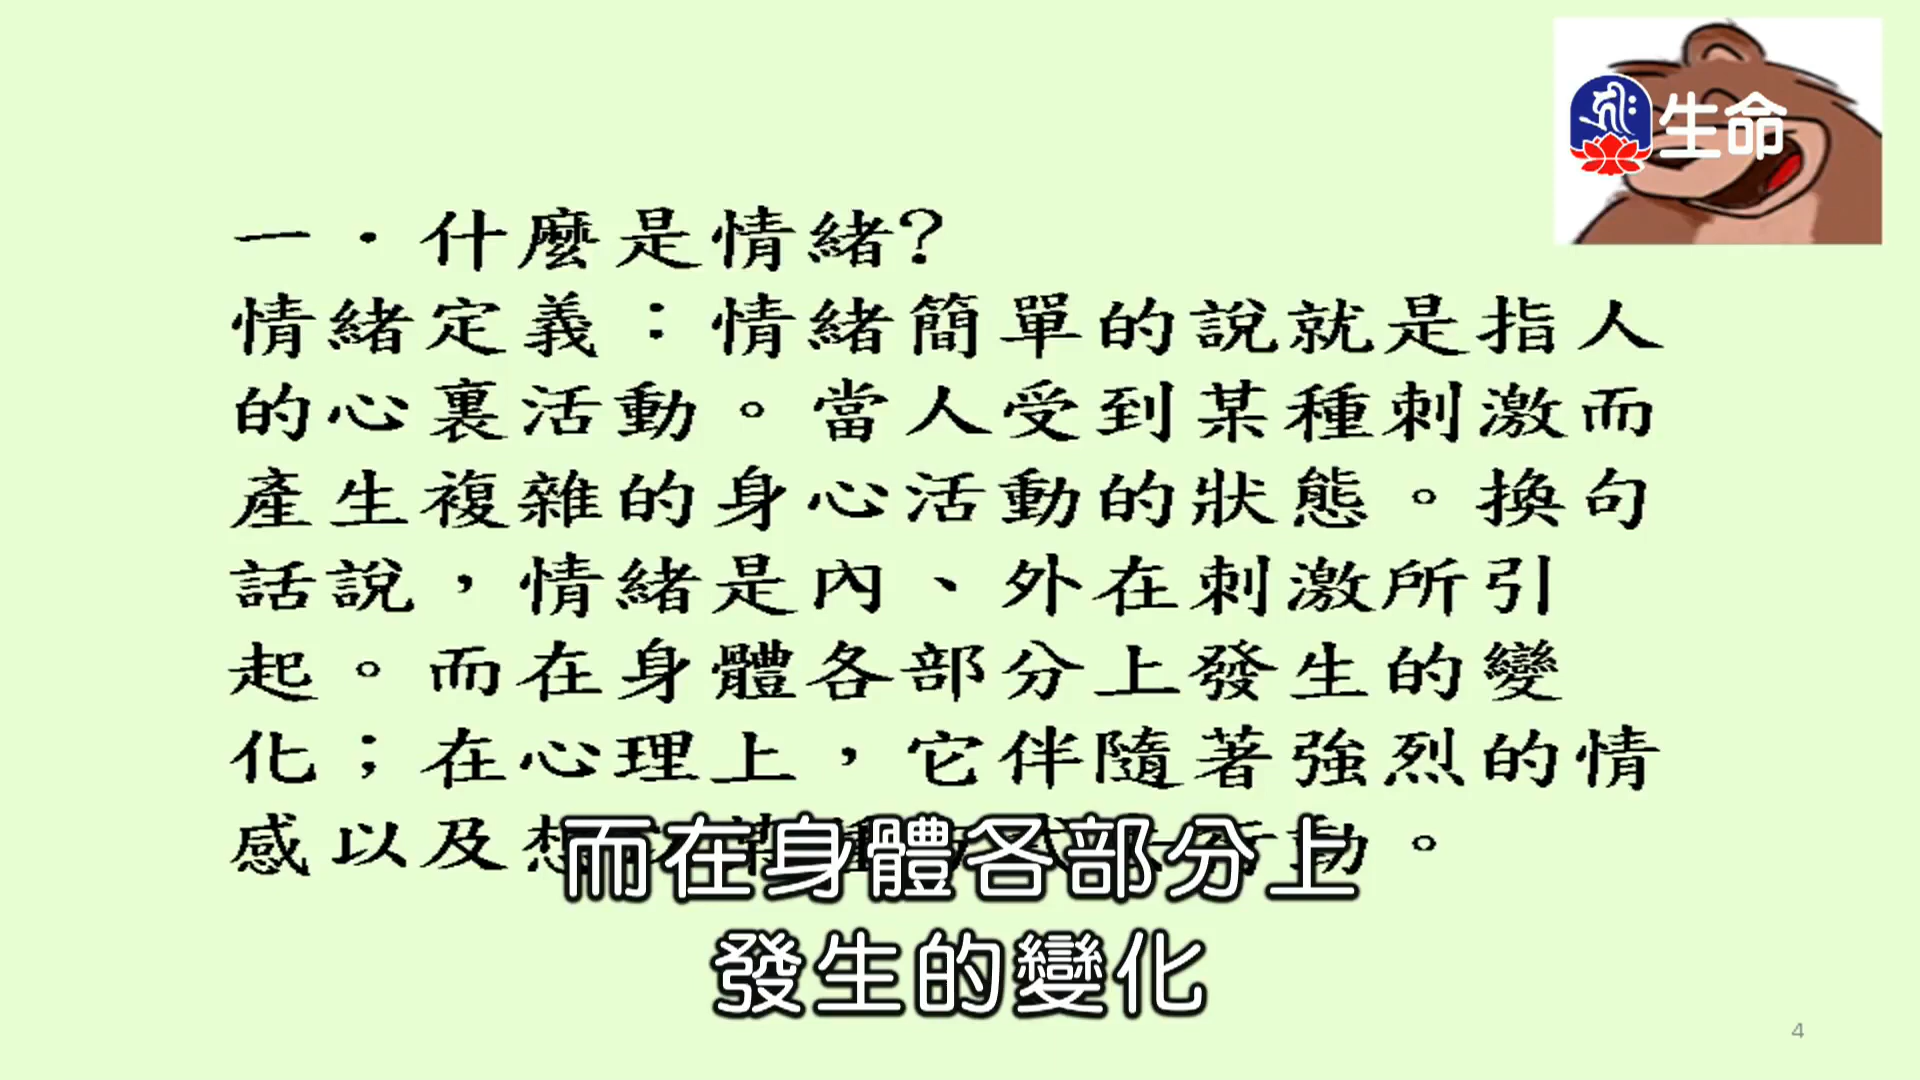 生命
一．什麼是情緒?
情緒定義：情緒簡單的說就是指人
的心裏活動。當人受到某種刺激而
產生複雜的身心活動的狀態。換句
話說，情緒是內、外在刺激所引
起。而在身體各部分上發生的變
化；在心理上，它伴隨著強烈的情
感以及想 動。
而在身體各部分上
發生的變化
4